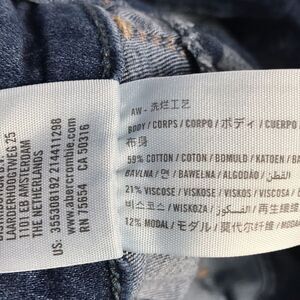 LAARDERHOOGTWEG 25
1101 EB AMSTERDAM
THE NETHERLANDS
US: 355308192 2144411298
www.abercrombie.com
RN 75654 CA 50316
AW - 洗烂工艺
BODY / CORPS / CORPO / ボディ / CUERPO
布身
59% COTTON / COTON / BOMULD / KATOEN / BA
BAVLNA / 면 / BAWEŁNA / ALGODÃO / القطن
21% VISCOSE / VISKOSE / VISKOS / VISCOSA /
비스코스 / WISKOZA / الفسكوز / 再生纖維
12% MODAL / モダル / 莫代尔纤维 / MODA